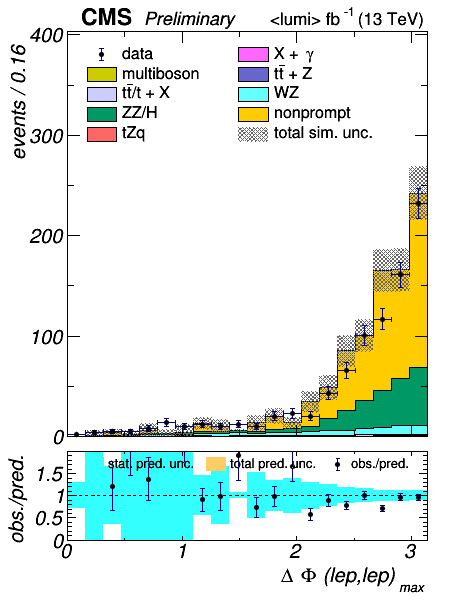 CMS Preliminary <lumi> fb⁻¹ (13 TeV)
400
events / 0.16
300
200
100
0
data
X + γ
multiboson
tt̄ + Z
tt̄/t + X
WZ
ZZ/H
nonprompt
tZq
total sim. unc.
obs./pred.
1.5
1
0.5
0
stat. pred. unc.
total pred. unc.
obs./pred.
0
1
2
3
Δ Φ (lep,lep) max